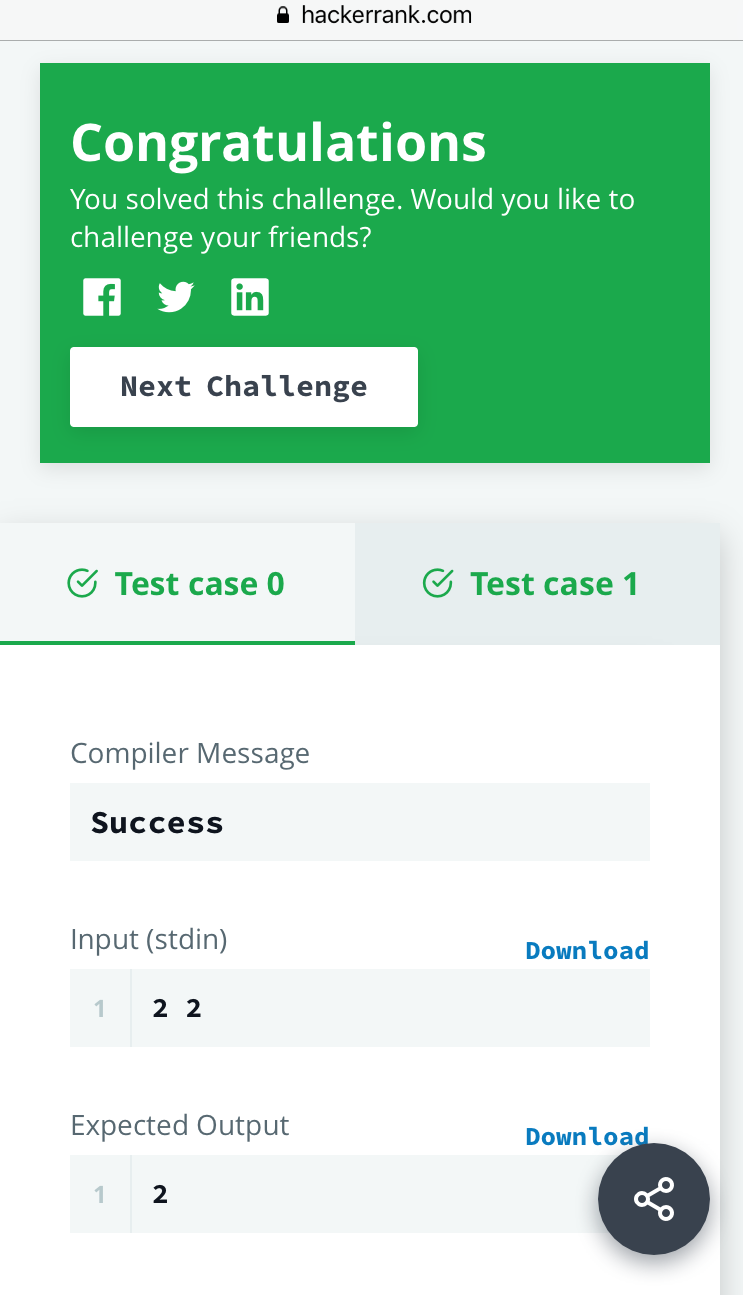 hackerrank.com
Congratulations
You solved this challenge. Would you like to
challenge your friends?
Next Challenge
Test case 0
Test case 1
Compiler Message
Success
Input (stdin)
Download
1
2 2
Expected Output
Download
1
2